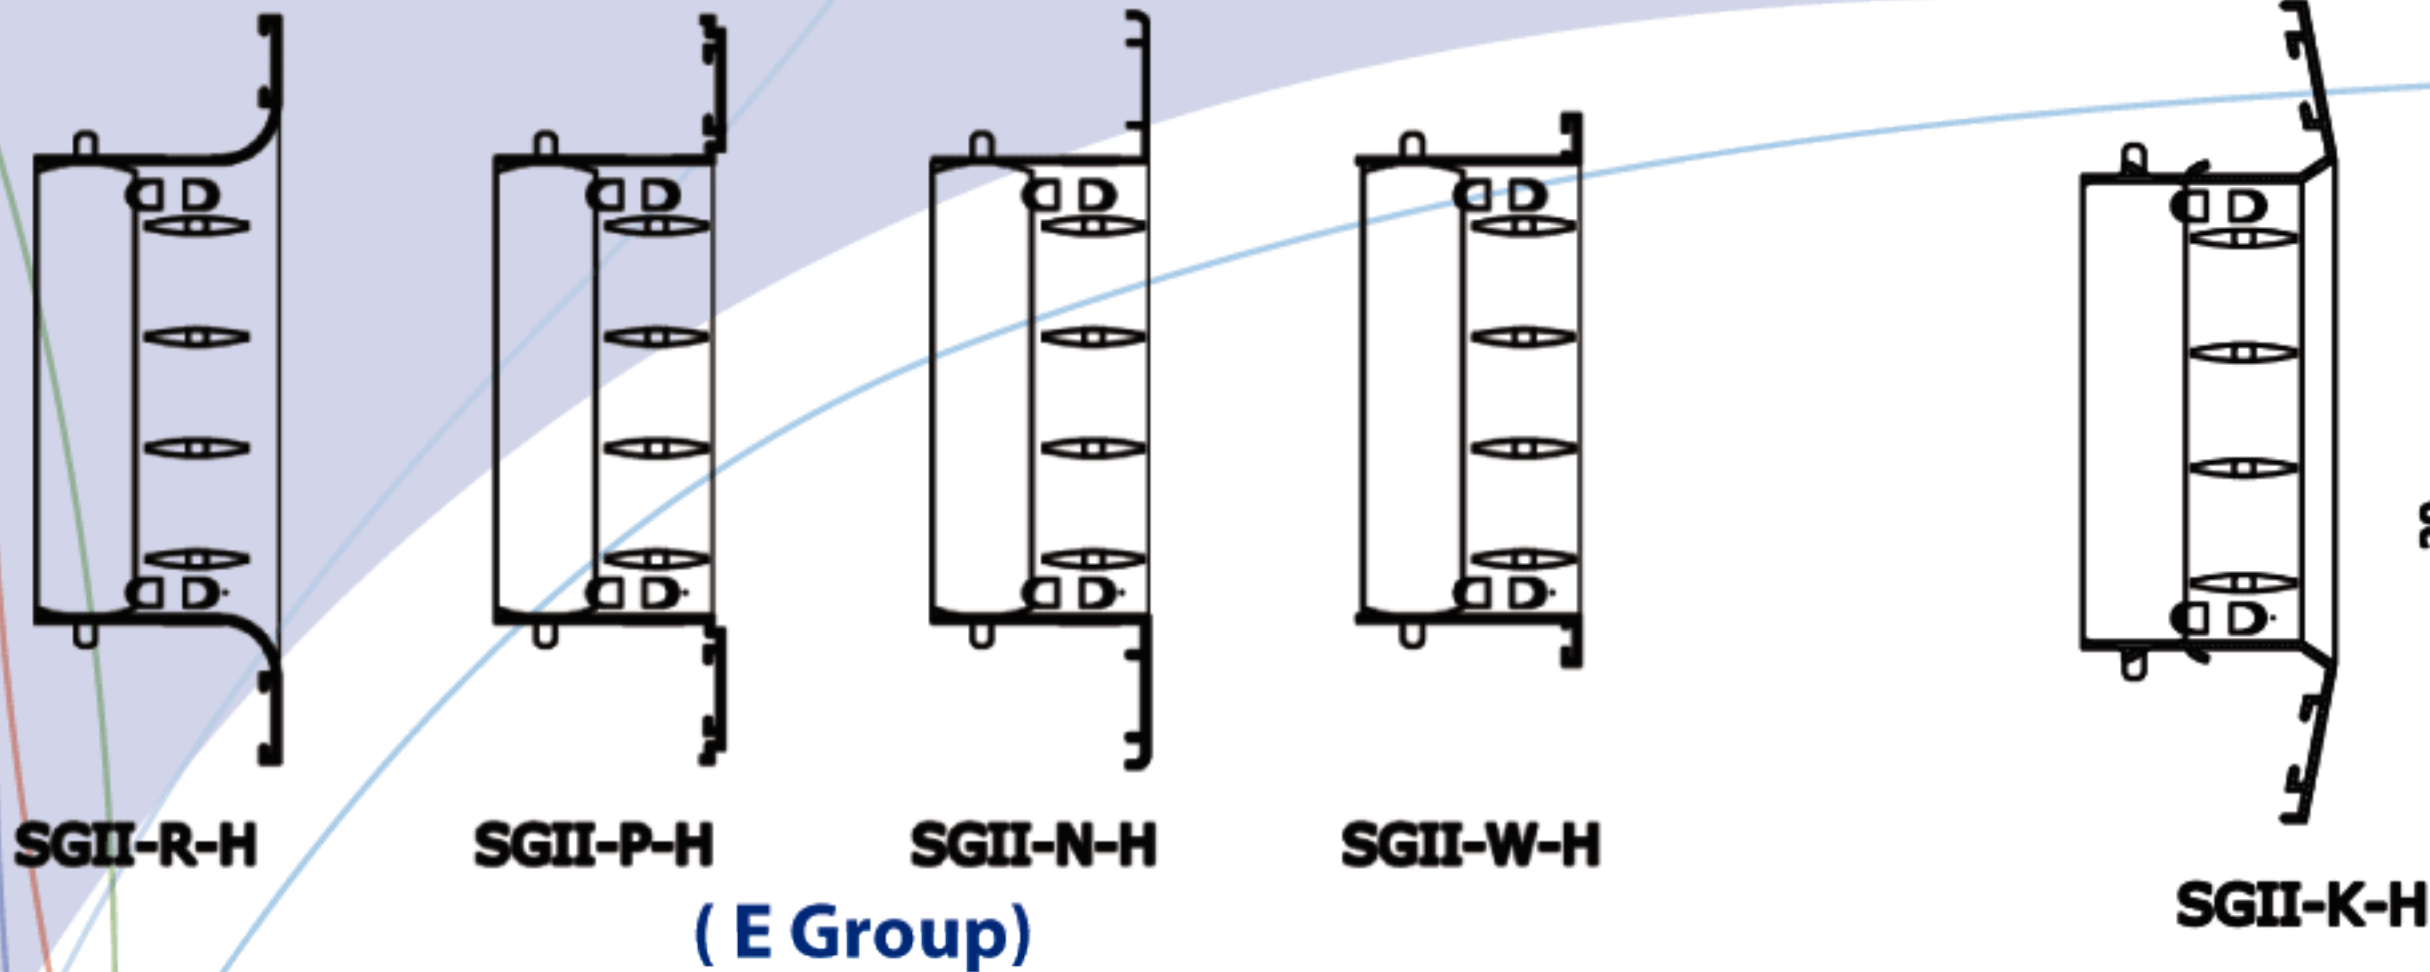 SGII-R-H
SGII-P-H
SGII-N-H
SGII-W-H
SGII-K-H
( E Group)